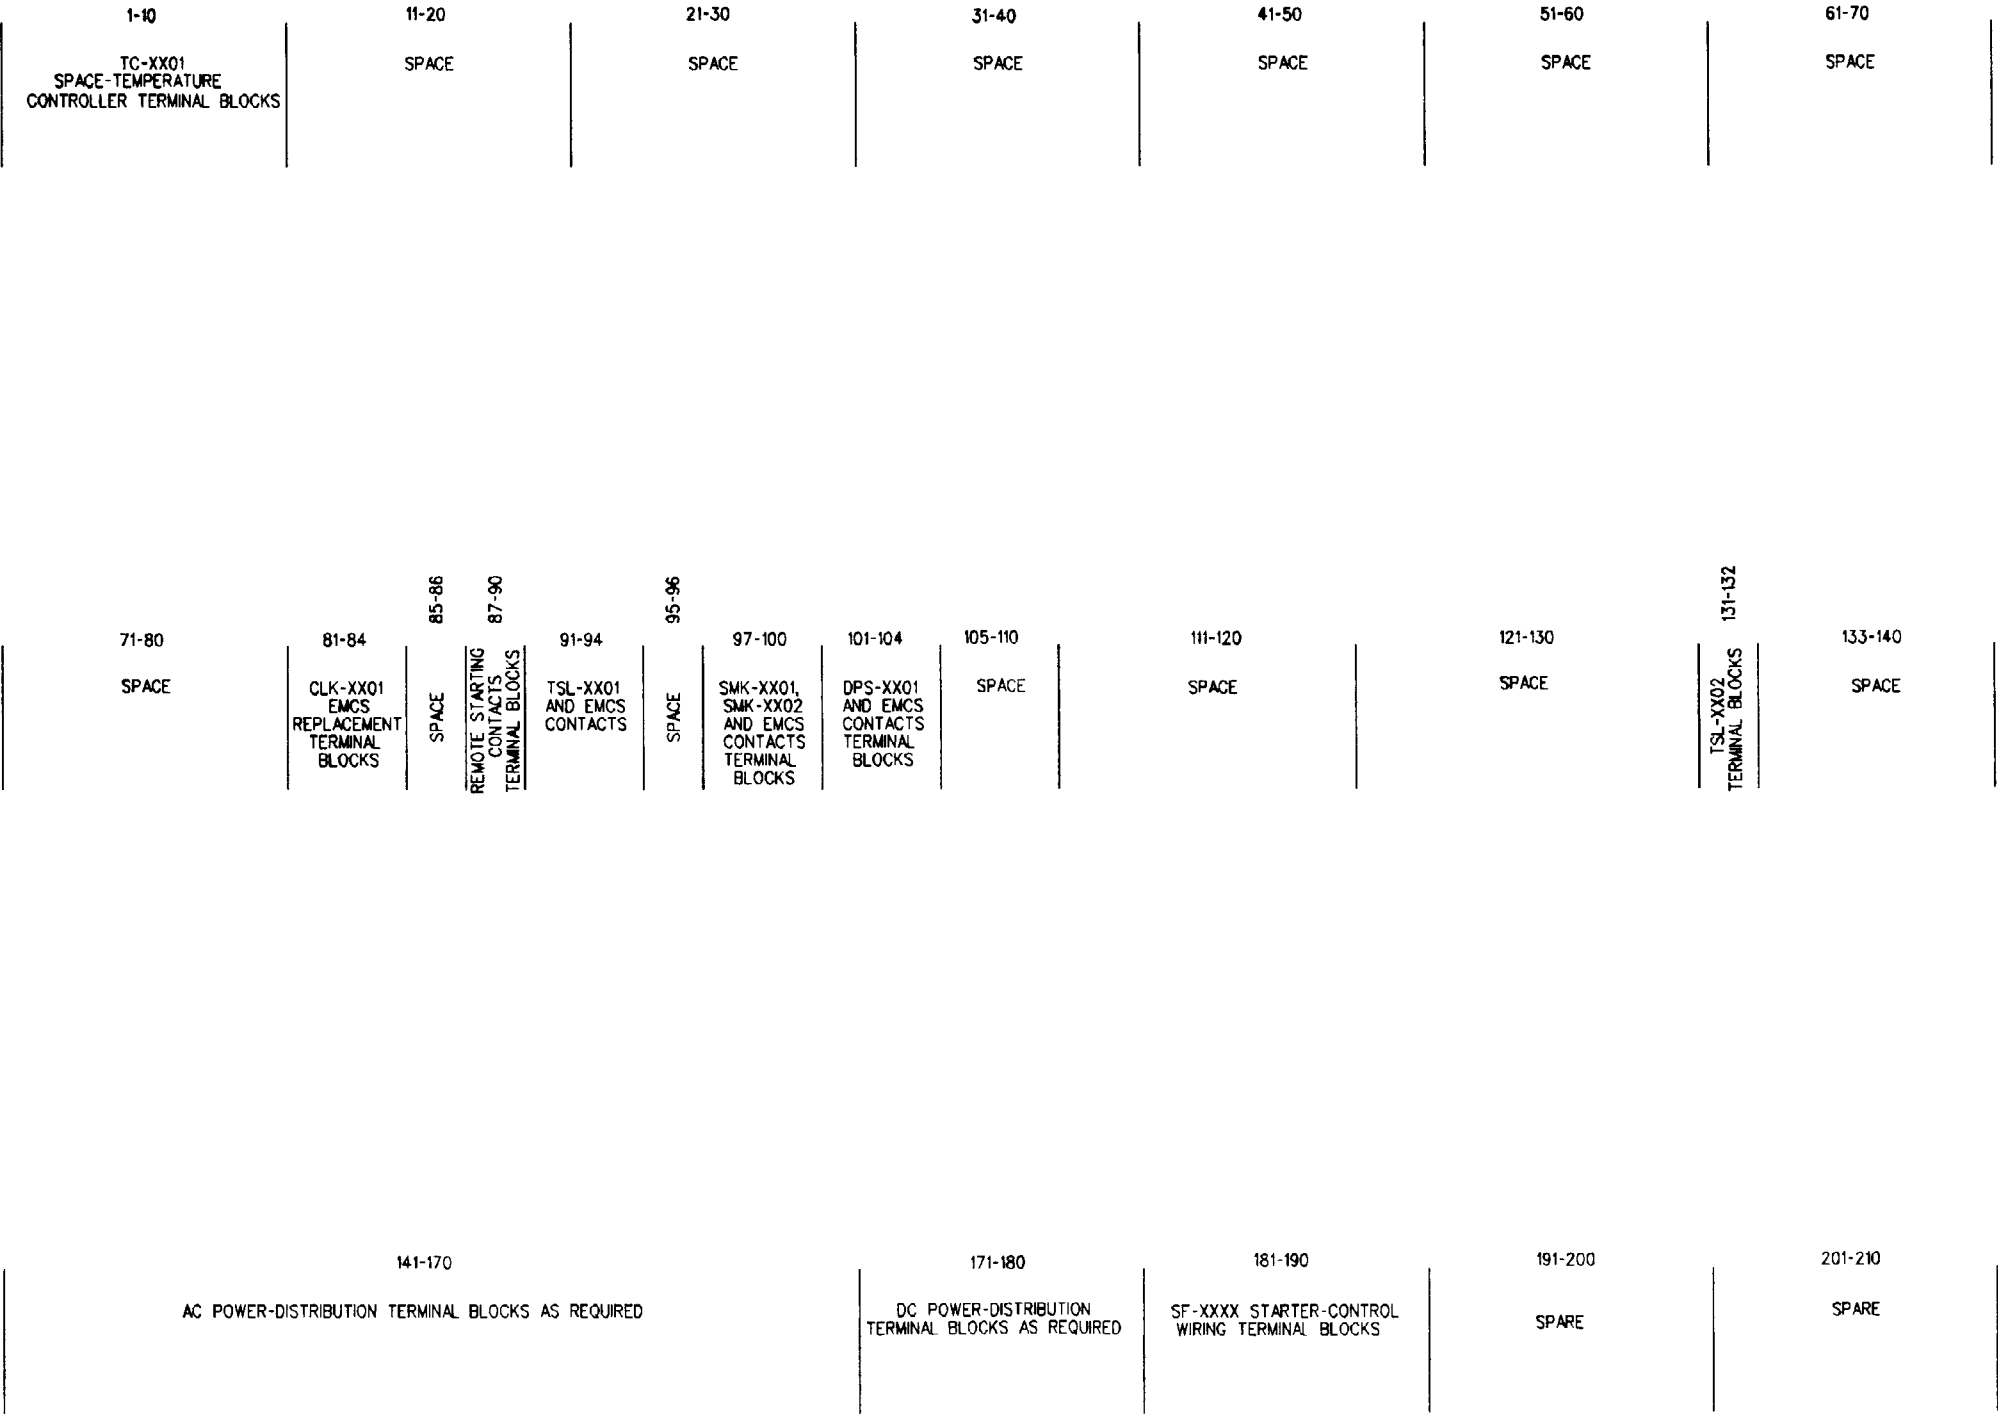 1-10
TC-XX01
SPACE-TEMPERATURE
CONTROLLER TERMINAL BLOCKS
11-20
SPACE
21-30
SPACE
31-40
SPACE
41-50
SPACE
51-60
SPACE
61-70
SPACE
71-80
SPACE
81-84
CLK-XX01
EMCS
REPLACEMENT
TERMINAL
BLOCKS
85-86
SPACE
87-90
REMOTE STARTING
CONTACTS
TERMINAL BLOCKS
91-94
TSL-XX01
AND EMCS
CONTACTS
95-96
SPACE
97-100
SMK-XX01,
SMK-XX02
AND EMCS
CONTACTS
TERMINAL
BLOCKS
101-104
DPS-XX01
AND EMCS
CONTACTS
TERMINAL
BLOCKS
105-110
SPACE
111-120
SPACE
121-130
SPACE
131-132
TSL-XX02
TERMINAL BLOCKS
133-140
SPACE
141-170
AC POWER-DISTRIBUTION TERMINAL BLOCKS AS REQUIRED
171-180
DC POWER-DISTRIBUTION
TERMINAL BLOCKS AS REQUIRED
181-190
SF-XXXX STARTER-CONTROL
WIRING TERMINAL BLOCKS
191-200
SPARE
201-210
SPARE